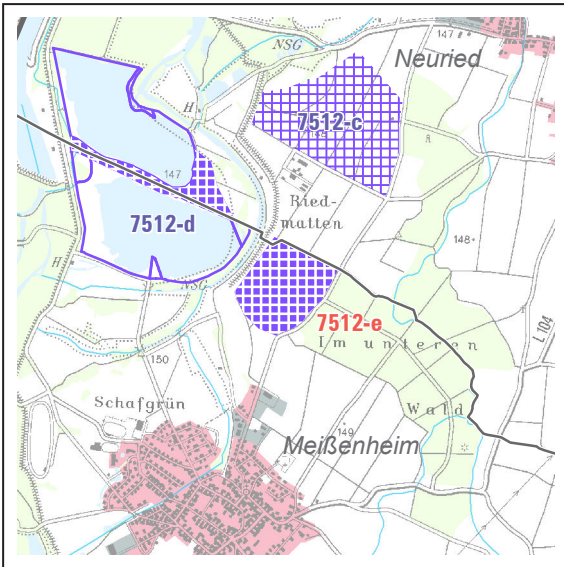 NSG
147
Neuried
H
7512-c
147
Ried-
matten
148
7512-d
H
NSG
7512-e
Im unteren
L 104
150
Schafgrün
Wald
149
Meißenheim